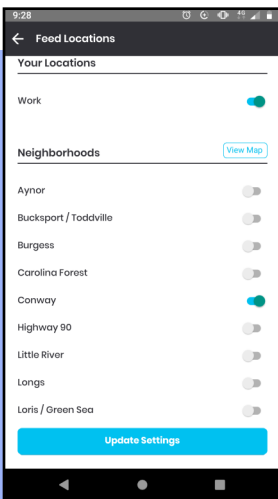 9:28
4G
Feed Locations
Your Locations
Work
Neighborhoods
View Map
Aynor
Bucksport / Toddville
Burgess
Carolina Forest
Conway
Highway 90
Little River
Longs
Loris / Green Sea
Update Settings